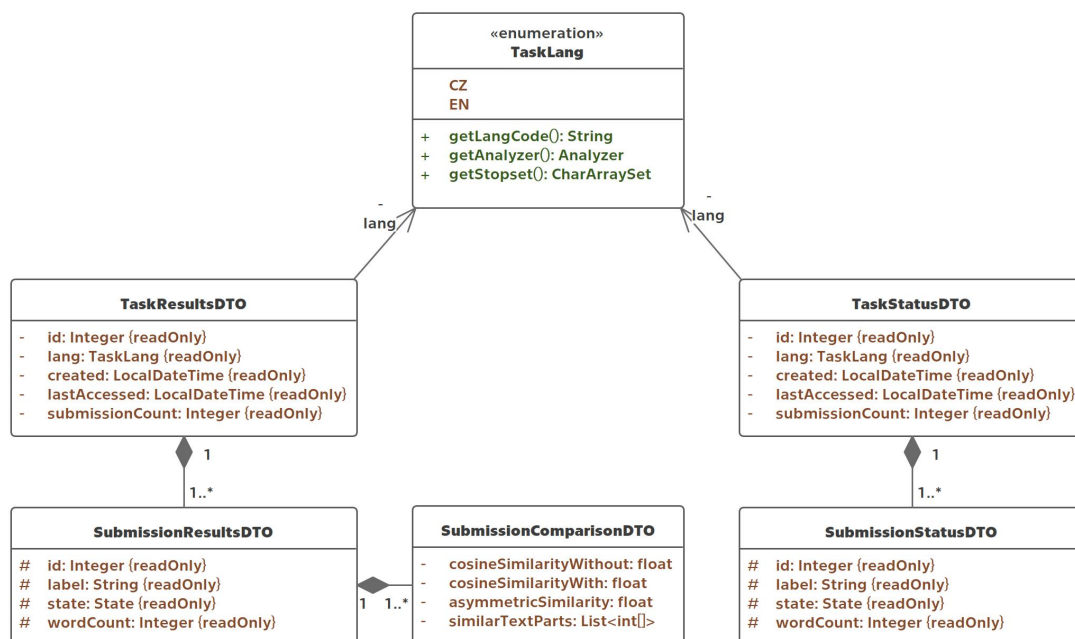 «enumeration»
TaskLang
CZ
EN
+ getLangCode(): String
+ getAnalyzer(): Analyzer
+ getStopset(): CharArraySet
-
lang
-
lang
TaskResultsDTO
- id: Integer {readOnly}
- lang: TaskLang {readOnly}
- created: LocalDateTime {readOnly}
- lastAccessed: LocalDateTime {readOnly}
- submissionCount: Integer {readOnly}
TaskStatusDTO
- id: Integer {readOnly}
- lang: TaskLang {readOnly}
- created: LocalDateTime {readOnly}
- lastAccessed: LocalDateTime {readOnly}
- submissionCount: Integer {readOnly}
1
1..*
1
1..*
SubmissionResultsDTO
# id: Integer {readOnly}
# label: String {readOnly}
# state: State {readOnly}
# wordCount: Integer {readOnly}
1 1..*
SubmissionComparisonDTO
- cosineSimilarityWithout: float
- cosineSimilarityWith: float
- asymmetricSimilarity: float
- similarTextParts: List<int[]>
SubmissionStatusDTO
# id: Integer {readOnly}
# label: String {readOnly}
# state: State {readOnly}
# wordCount: Integer {readOnly}